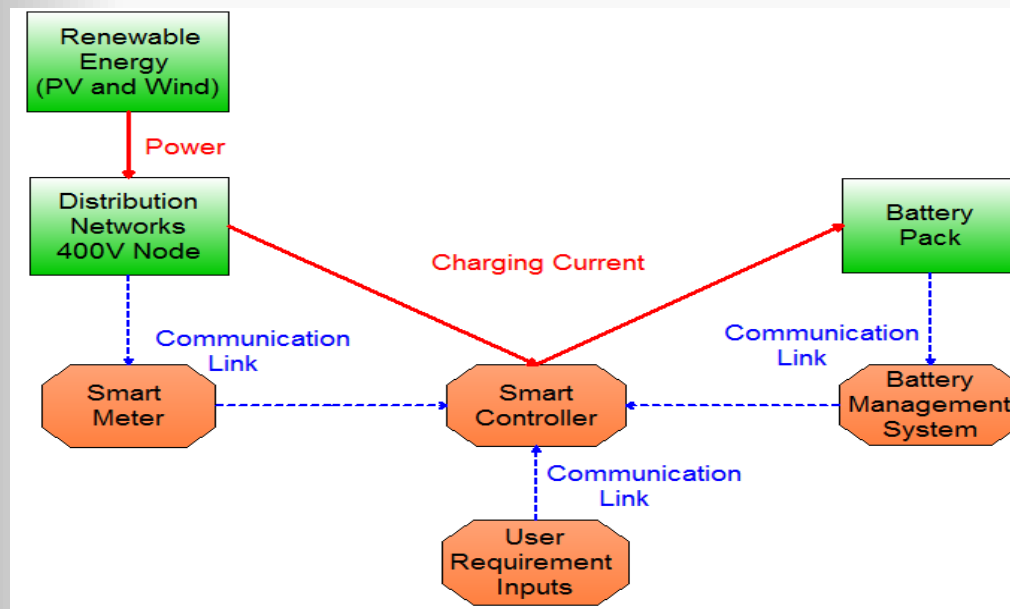 Renewable
Energy
(PV and Wind)
Power
Distribution
Networks
400V Node
Battery
Pack
Charging Current
Communication
Link
Communication
Link
Smart
Meter
Smart
Controller
Battery
Management
System
Communication
Link
User
Requirement
Inputs